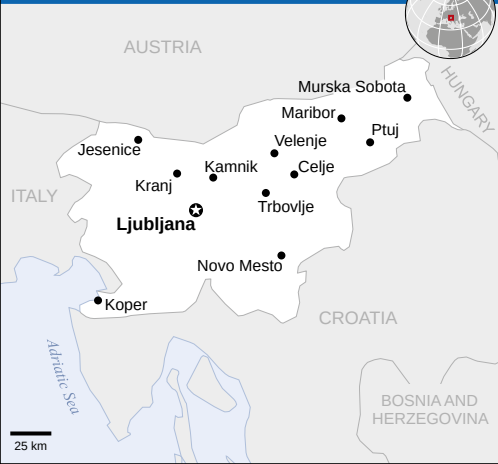 AUSTRIA
HUNGARY
Murska Sobota
Maribor
Ptuj
Velenje
Jesenice
Kamnik
Celje
Kranj
ITALY
Trbovlje
Ljubljana
Novo Mesto
Koper
CROATIA
Adriatic Sea
BOSNIA AND
HERZEGOVINA
25 km